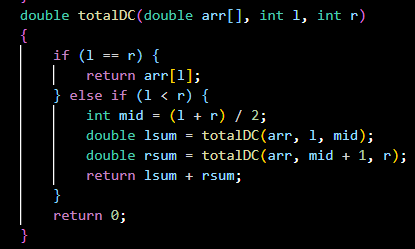 double totalDC(double arr[], int l, int r)
{
    if (l == r) {
        return arr[l];
    } else if (l < r) {
        int mid = (l + r) / 2;
        double lsum = totalDC(arr, l, mid);
        double rsum = totalDC(arr, mid + 1, r);
        return lsum + rsum;
    }
    return 0;
}